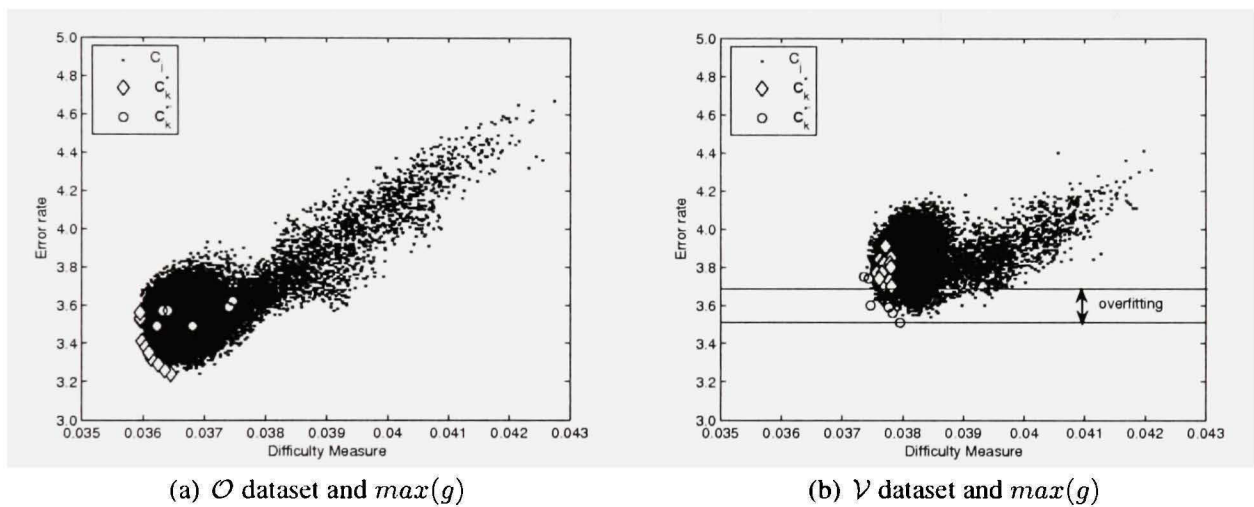 5.0
4.8
4.6
4.4
4.2
4.0
3.8
3.6
3.4
3.2
3.0
Error rate
C_j
C*_k
C*'_k
0.035 0.036 0.037 0.038 0.039 0.04 0.041 0.042 0.043
Difficulty Measure
(a) 𝒪 dataset and max(g)
5.0
4.8
4.6
4.4
4.2
4.0
3.8
3.6
3.4
3.2
3.0
Error rate
C_j
C*_k
C*'_k
overfitting
0.035 0.036 0.037 0.038 0.039 0.04 0.041 0.042 0.043
Difficulty Measure
(b) 𝒱 dataset and max(g)